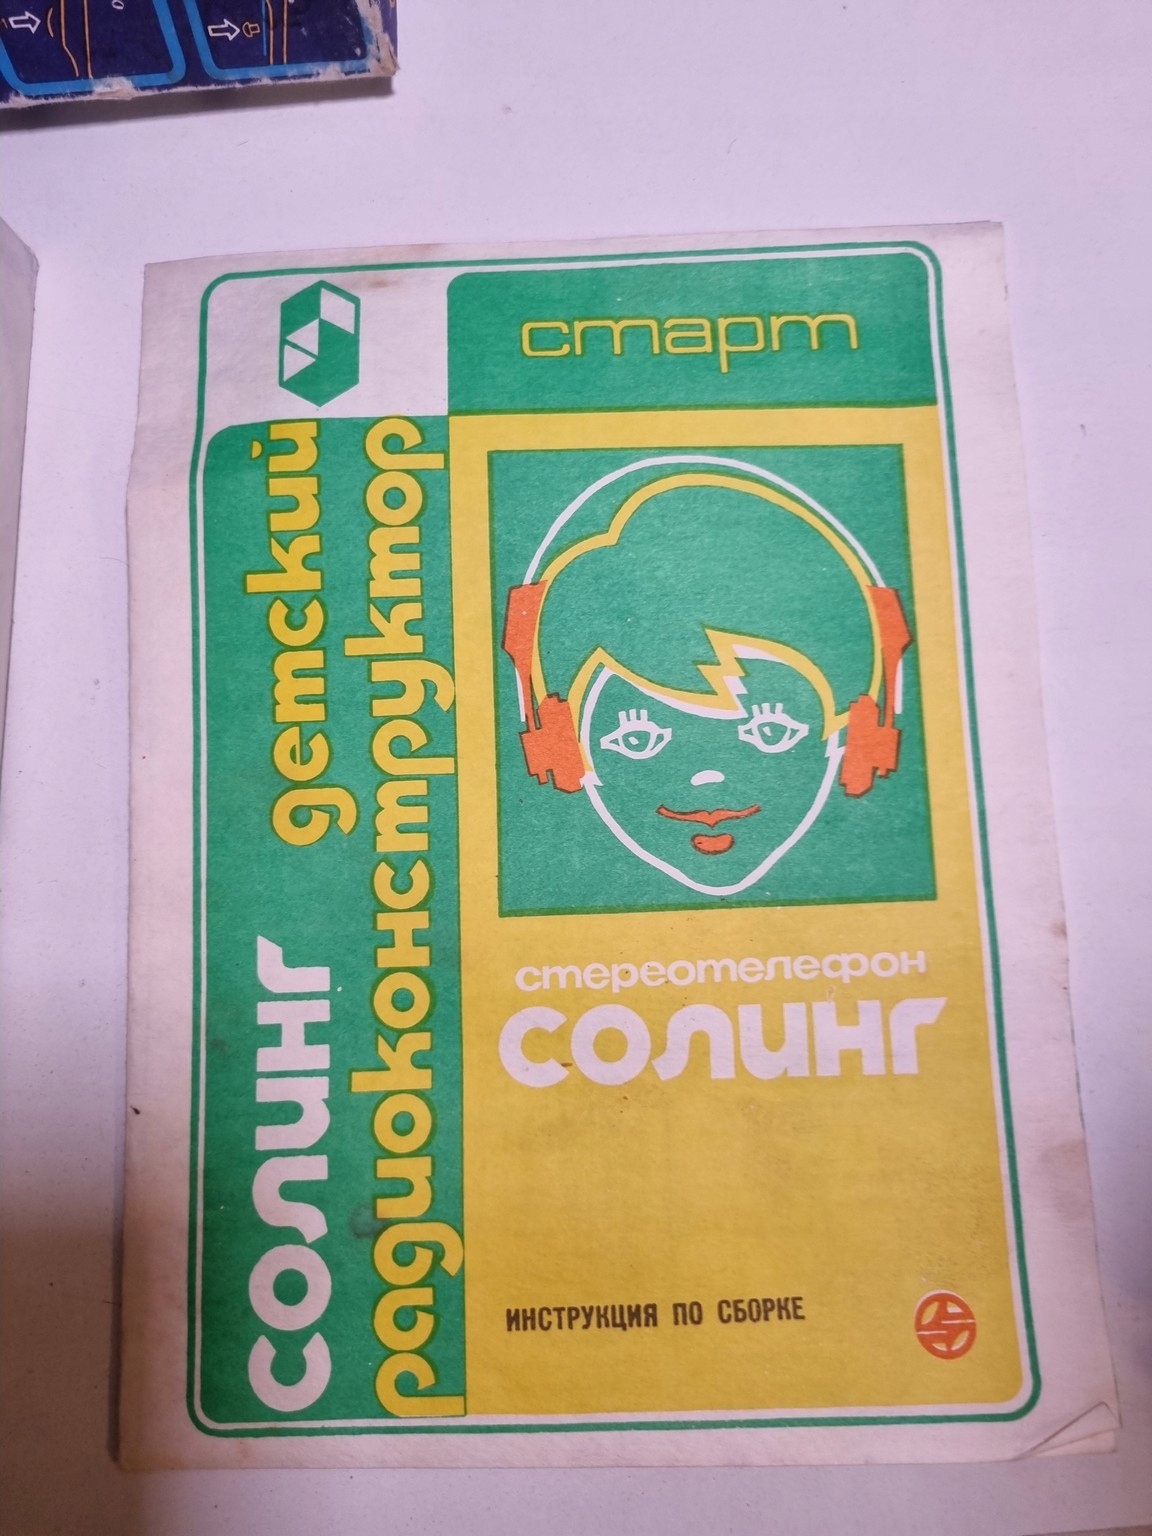 старт
детский
радиоконструктор
солинг
стереотелефон
солинг
ИНСТРУКЦИЯ ПО СБОРКЕ